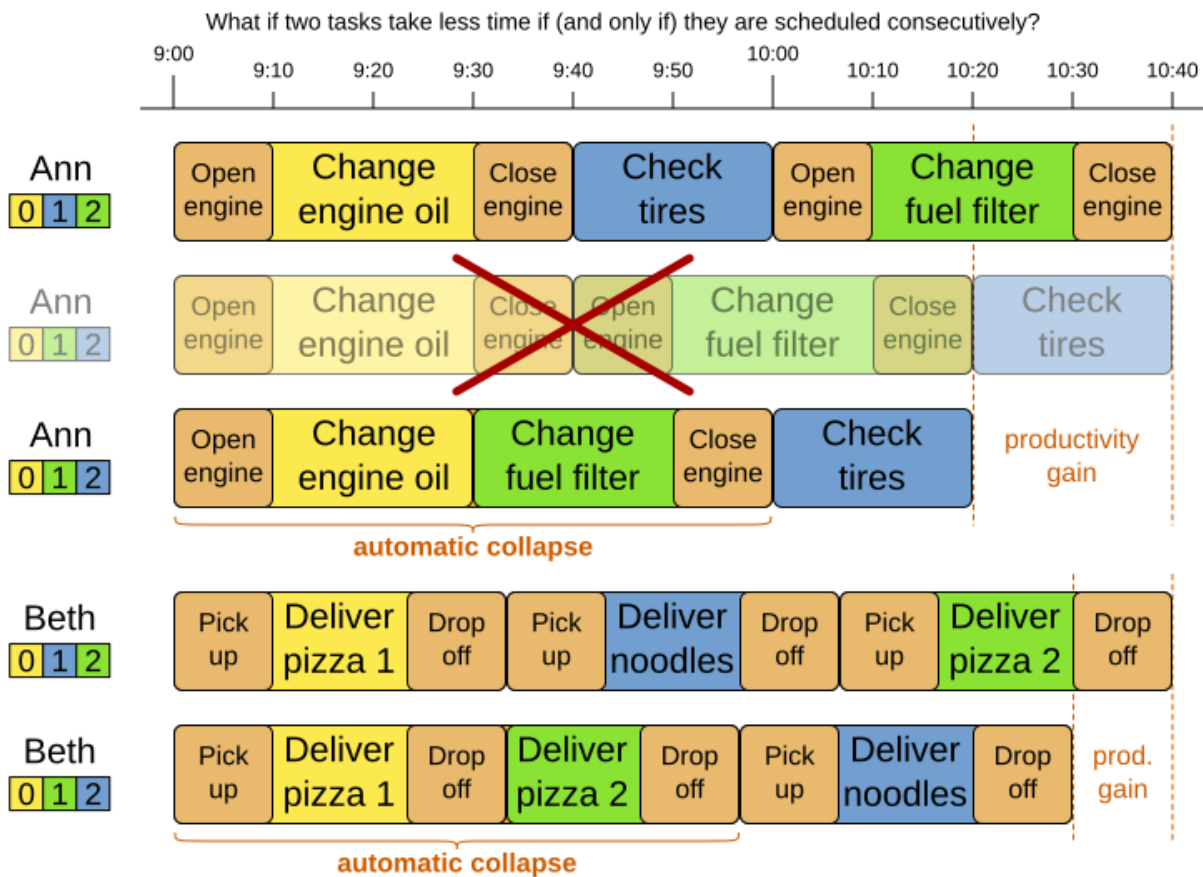 What if two tasks take less time if (and only if) they are scheduled consecutively?
9:00 10:00
9:10 9:20 9:30 9:40 9:50 10:10 10:20 10:30 10:40
Ann
0 1 2
Open
engine
Change
engine oil
Close
engine
Check
tires
Open
engine
Change
fuel filter
Close
engine
Ann
0 1 2
Open
engine
Change
engine oil
Close
engine
Open
engine
Change
fuel filter
Close
engine
Check
tires
Ann
0 1 2
Open
engine
Change
engine oil
Change
fuel filter
Close
engine
Check
tires
productivity
gain
automatic collapse
Beth
0 1 2
Pick
up
Deliver
pizza 1
Drop
off
Pick
up
Deliver
noodles
Drop
off
Pick
up
Deliver
pizza 2
Drop
off
Beth
0 1 2
Pick
up
Deliver
pizza 1
Drop
off
Deliver
pizza 2
Drop
off
Pick
up
Deliver
noodles
Drop
off
prod.
gain
automatic collapse